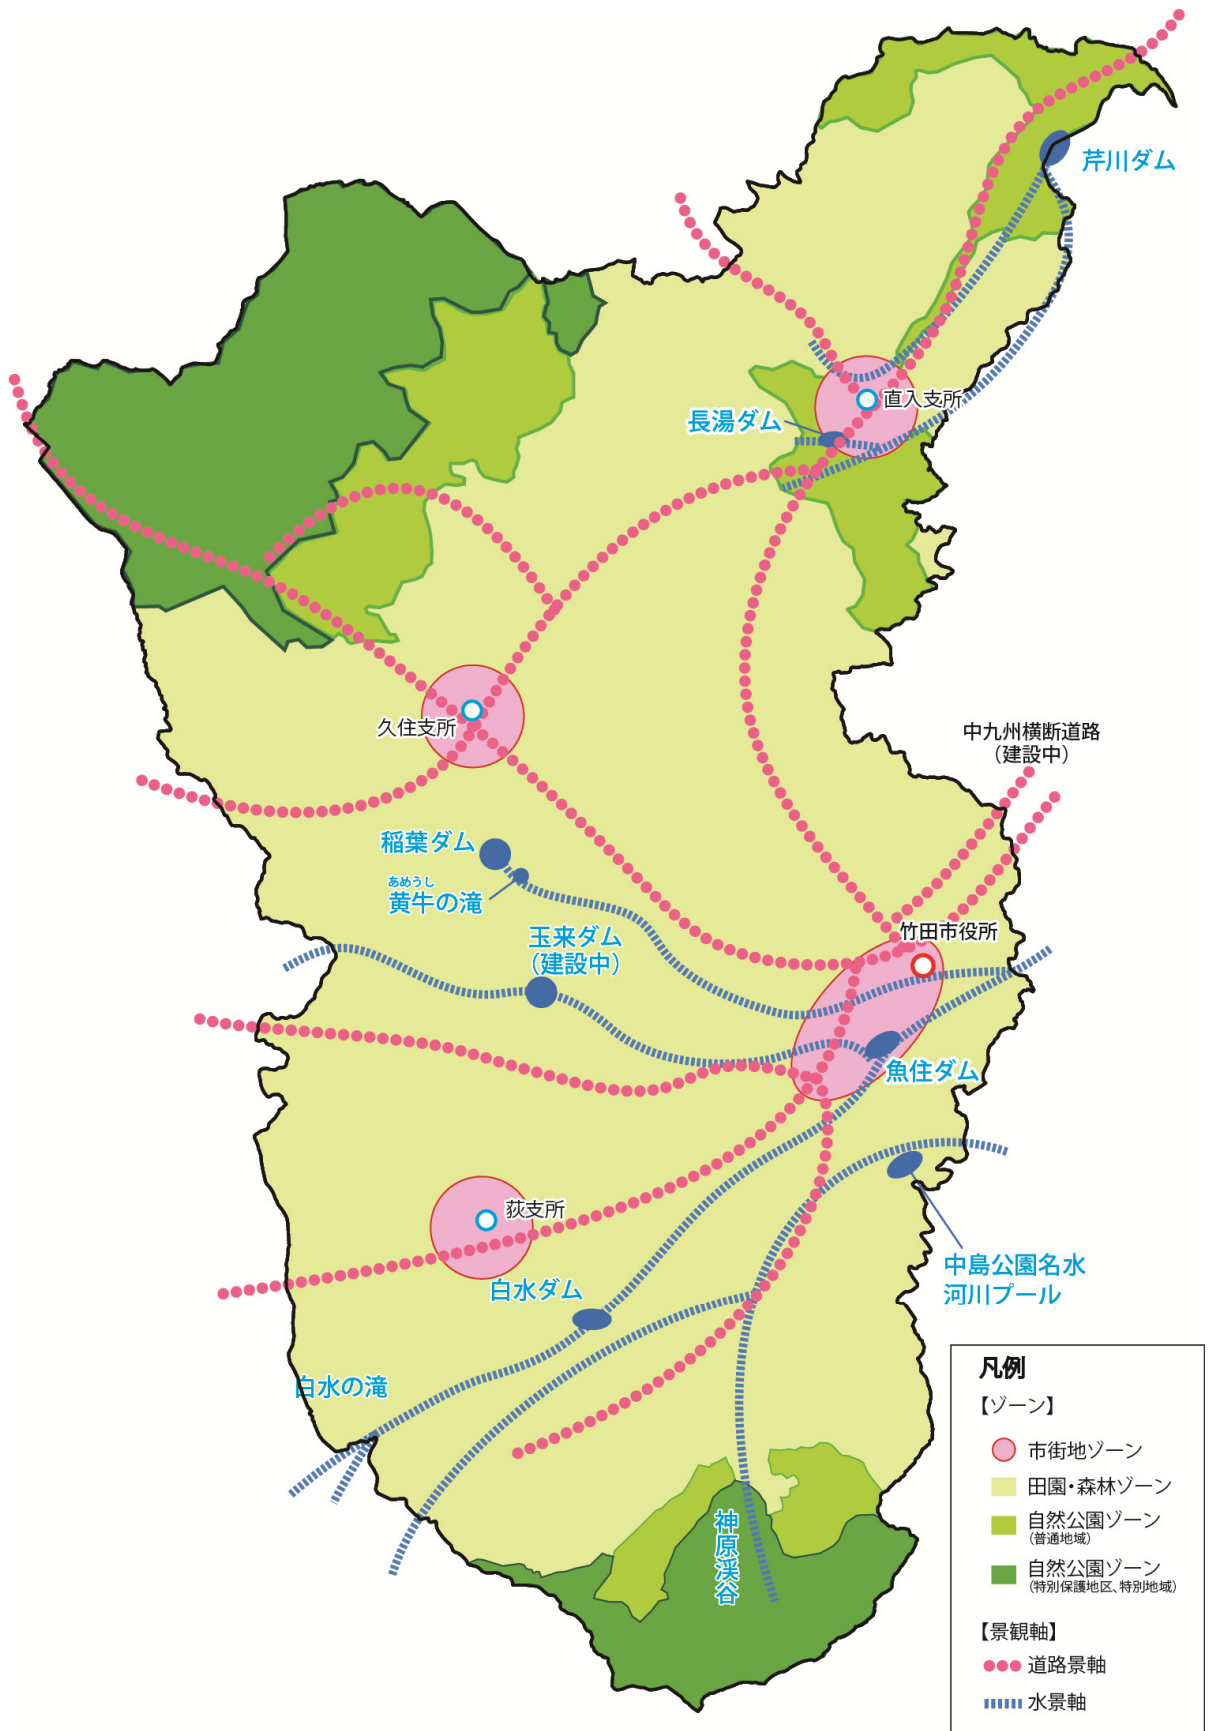 芹川ダム
直入支所
長湯ダム
久住支所
中九州横断道路
（建設中）
稲葉ダム
あめうし
黄牛の滝
玉来ダム
（建設中）
竹田市役所
魚住ダム
荻支所
白水ダム
中島公園名水
河川プール
白水の滝
神原渓谷
凡例
【ゾーン】
市街地ゾーン
田園・森林ゾーン
自然公園ゾーン
（普通地域）
自然公園ゾーン
（特別保護地区、特別地域）
【景観軸】
道路景軸
水景軸